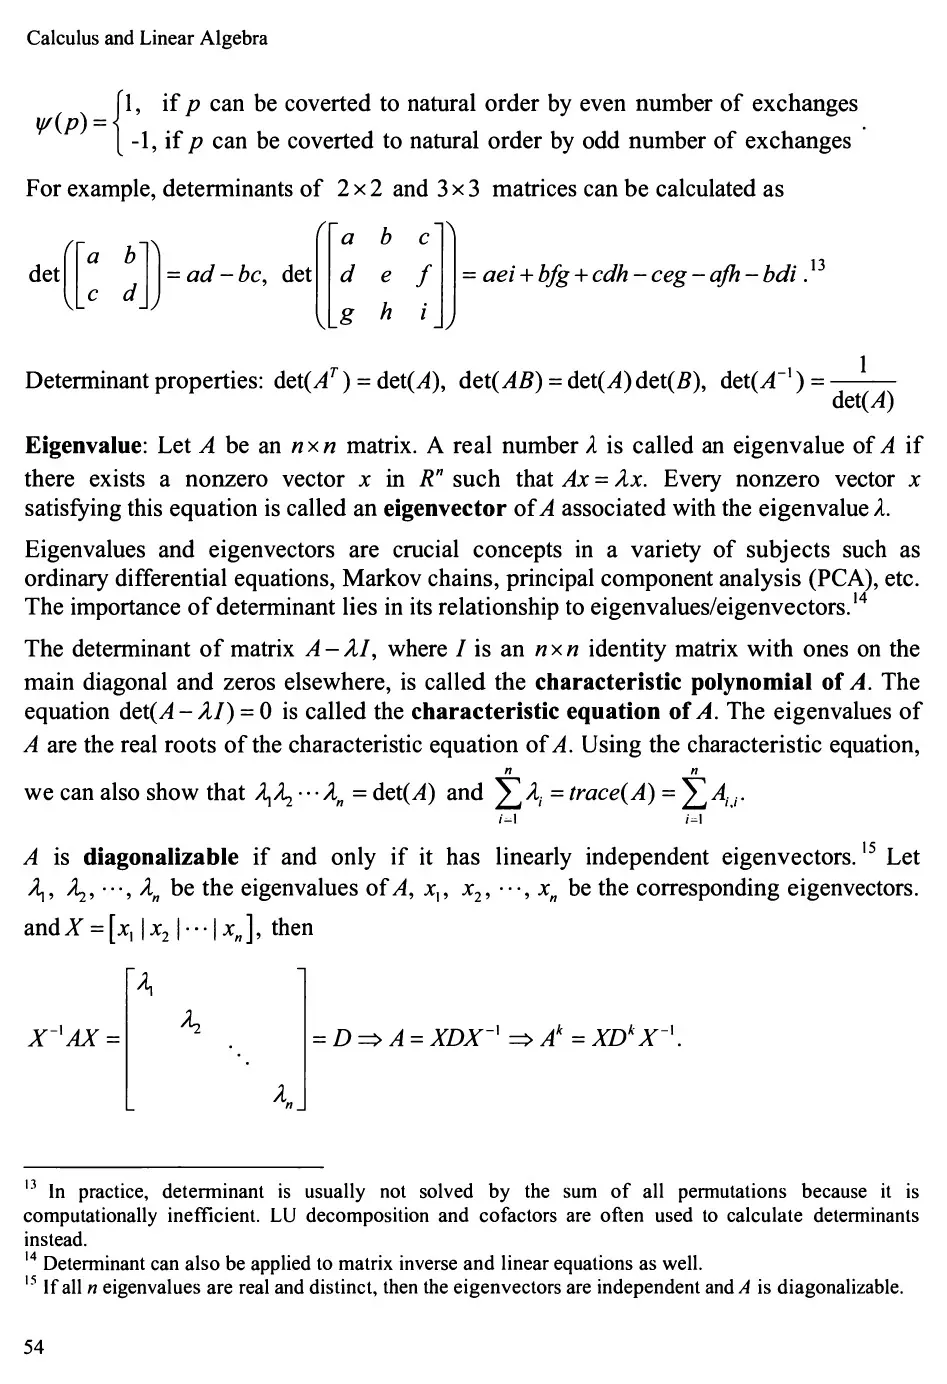 Calculus and Linear Algebra
ψ(p) = { 1, if p can be coverted to natural order by even number of exchanges
-1, if p can be coverted to natural order by odd number of exchanges .
For example, determinants of 2×2 and 3×3 matrices can be calculated as
det([a b; c d]) = ad − bc, det([a b c; d e f; g h i]) = aei + bfg + cdh − ceg − afh − bdi .¹³
Determinant properties: det(Aᵀ) = det(A), det(AB) = det(A)det(B), det(A⁻¹) = 1/det(A)
Eigenvalue: Let A be an n×n matrix. A real number λ is called an eigenvalue of A if
there exists a nonzero vector x in Rⁿ such that Ax = λx. Every nonzero vector x
satisfying this equation is called an eigenvector of A associated with the eigenvalue λ.
Eigenvalues and eigenvectors are crucial concepts in a variety of subjects such as
ordinary differential equations, Markov chains, principal component analysis (PCA), etc.
The importance of determinant lies in its relationship to eigenvalues/eigenvectors.¹⁴
The determinant of matrix A − λI, where I is an n×n identity matrix with ones on the
main diagonal and zeros elsewhere, is called the characteristic polynomial of A. The
equation det(A − λI) = 0 is called the characteristic equation of A. The eigenvalues of
A are the real roots of the characteristic equation of A. Using the characteristic equation,
we can also show that λ₁λ₂⋯λₙ = det(A) and ∑ᵢ₌₁ⁿ λᵢ = trace(A) = ∑ᵢ₌₁ⁿ Aᵢ,ᵢ.
A is diagonalizable if and only if it has linearly independent eigenvectors.¹⁵ Let
λ₁, λ₂, ⋯, λₙ be the eigenvalues of A, x₁, x₂, ⋯, xₙ be the corresponding eigenvectors.
and X = [x₁ | x₂ | ⋯ | xₙ], then
X⁻¹AX = [λ₁ λ₂ ⋱ λₙ] = D ⇒ A = XDX⁻¹ ⇒ Aᵏ = XDᵏX⁻¹.
¹³ In practice, determinant is usually not solved by the sum of all permutations because it is
computationally inefficient. LU decomposition and cofactors are often used to calculate determinants
instead.
¹⁴ Determinant can also be applied to matrix inverse and linear equations as well.
¹⁵ If all n eigenvalues are real and distinct, then the eigenvectors are independent and A is diagonalizable.
54